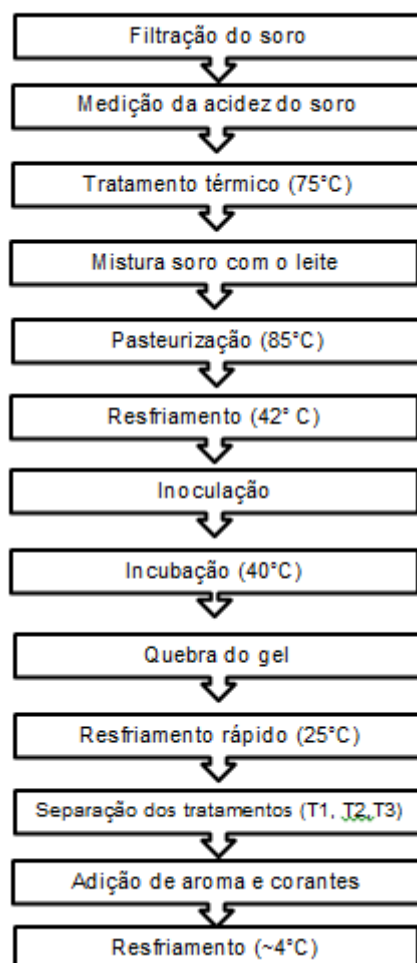 Filtração do soro
Medição da acidez do soro
Tratamento térmico (75°C)
Mistura soro com o leite
Pasteurização (85°C)
Resfriamento (42° C)
Inoculação
Incubação (40°C)
Quebra do gel
Resfriamento rápido (25°C)
Separação dos tratamentos (T1, T2,T3)
Adição de aroma e corantes
Resfriamento (~4°C)